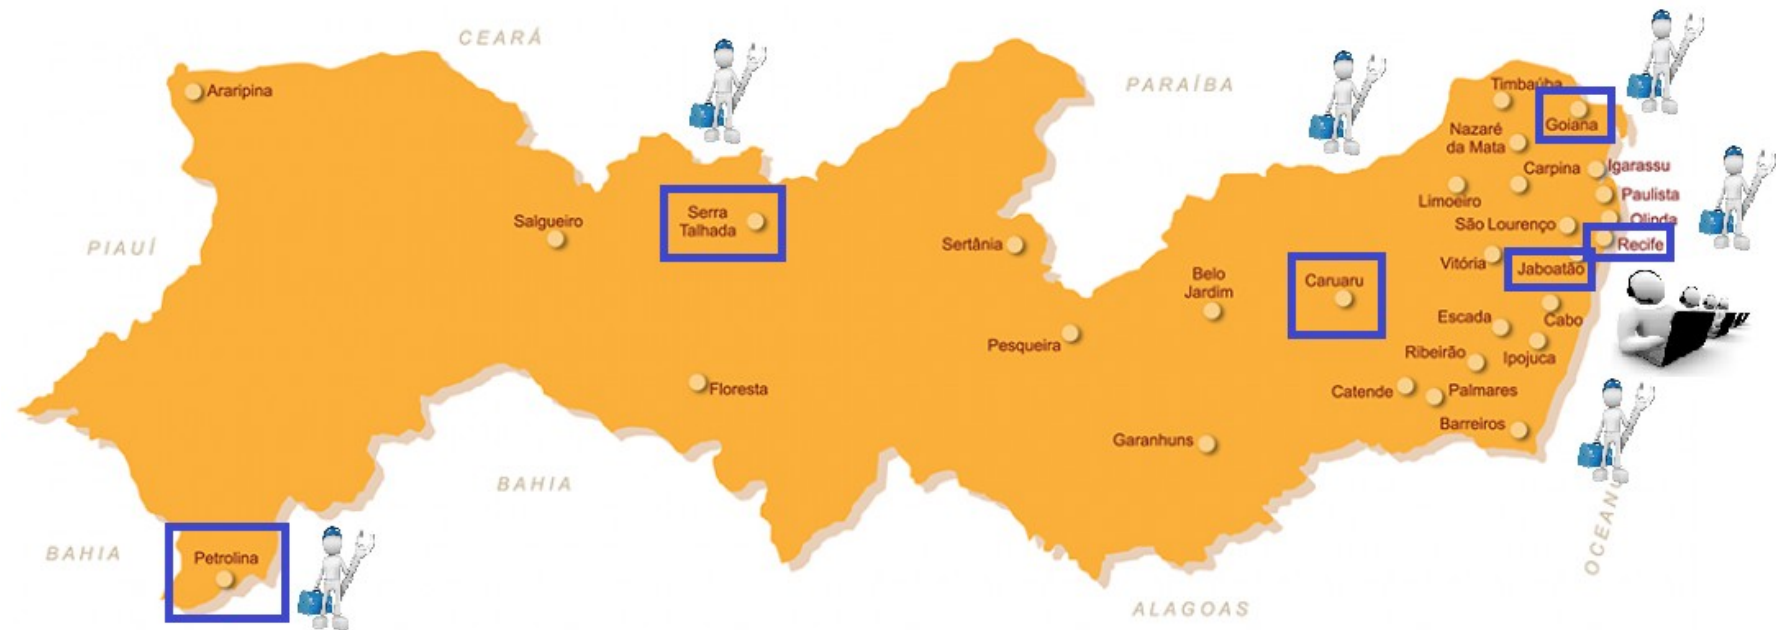 CEARÁ
PARAÍBA
PIAUÍ
BAHIA
BAHIA
ALAGOAS
OCEANU
Araripina
Salgueiro
Serra
Talhada
Sertânia
Floresta
Petrolina
Pesqueira
Belo
Jardim
Garanhuns
Caruaru
Timbaúba
Goiana
Nazaré
da Mata
Carpina
Igarassu
Limoeiro
Paulista
São Lourenço
Olinda
Recife
Vitória
Jaboatão
Escada
Cabo
Ribeirão
Ipojuca
Catende
Palmares
Barreiros